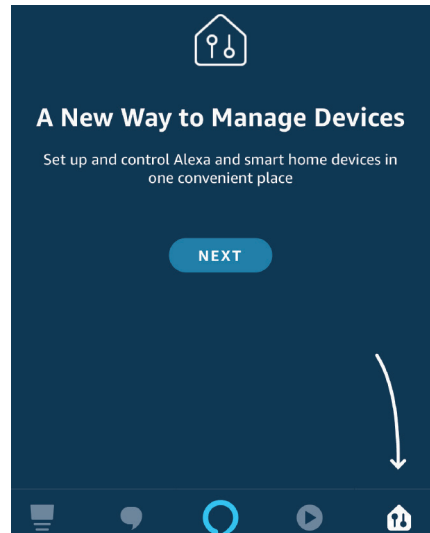 A New Way to Manage Devices
Set up and control Alexa and smart home devices in
one convenient place
NEXT